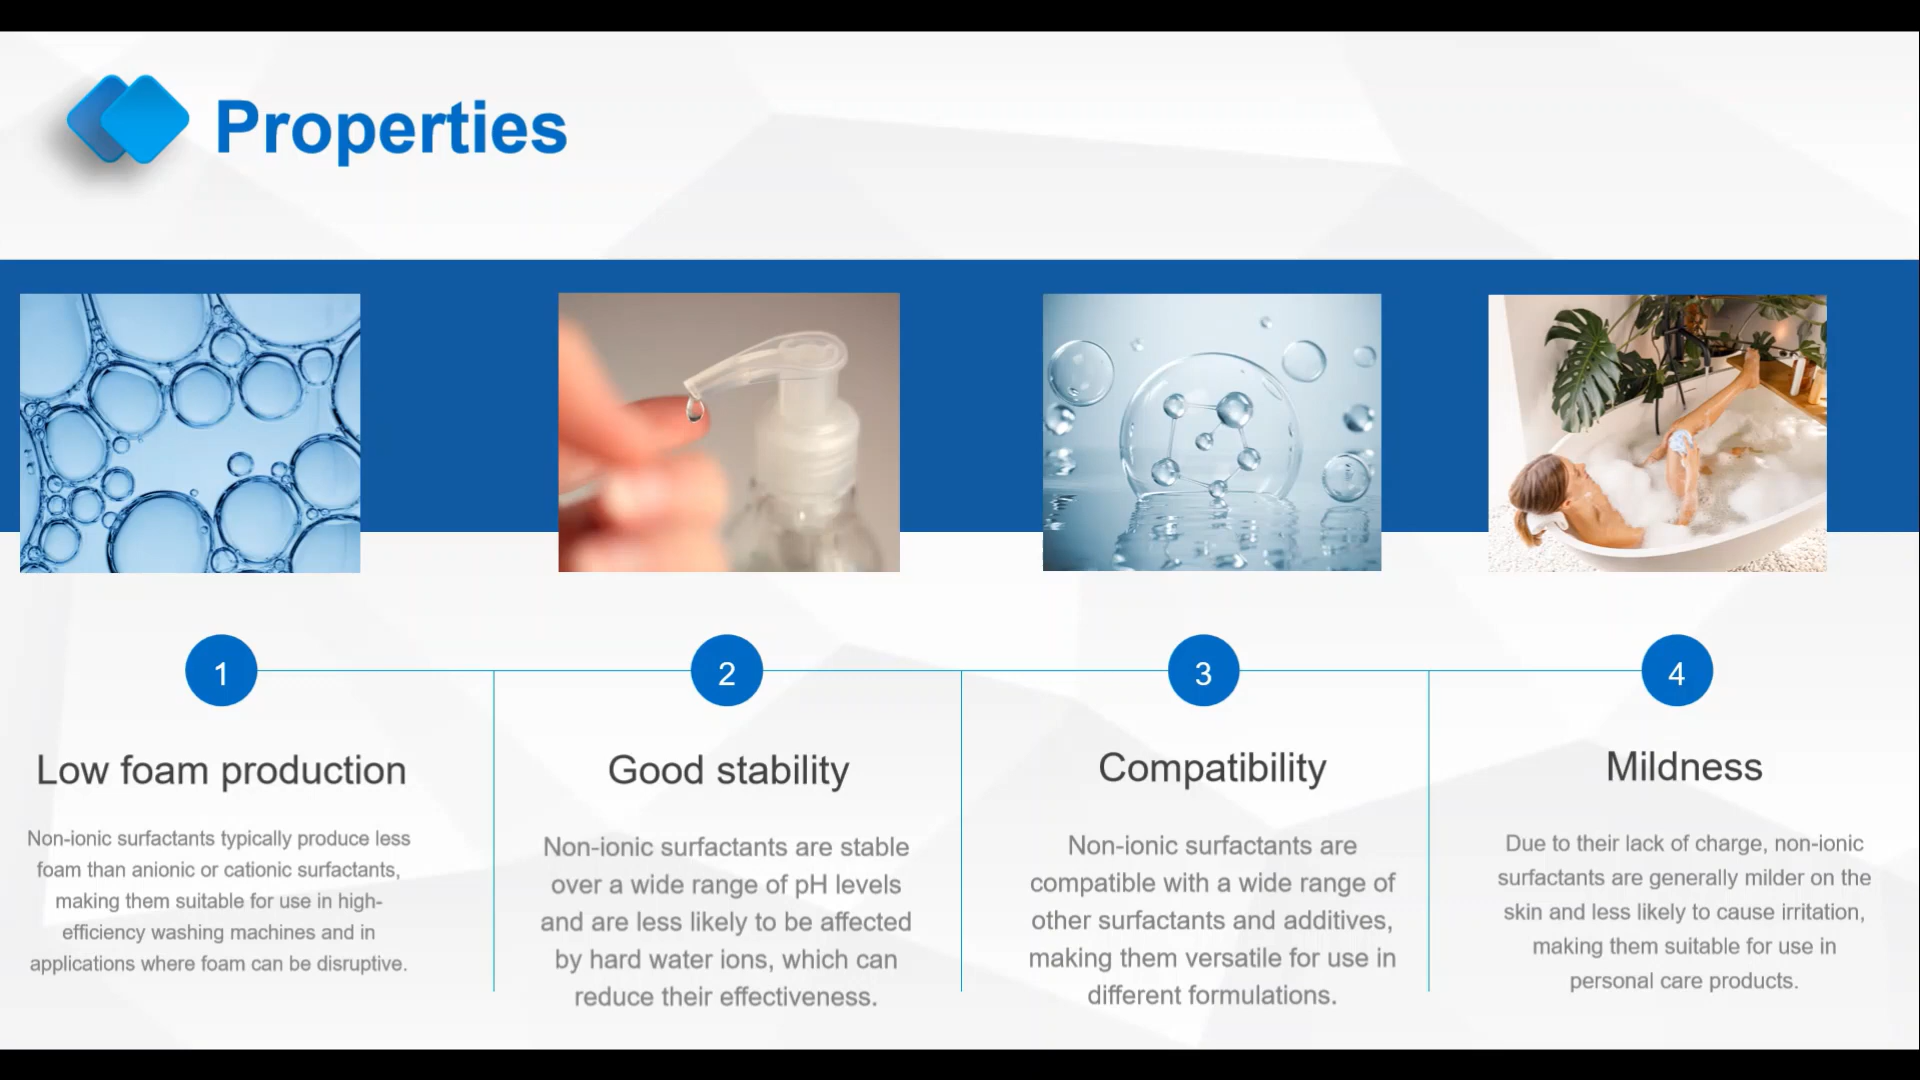 Properties
1
Low foam production
Non-ionic surfactants typically produce less
foam than anionic or cationic surfactants,
making them suitable for use in high-
efficiency washing machines and in
applications where foam can be disruptive.
2
Good stability
Non-ionic surfactants are stable
over a wide range of pH levels
and are less likely to be affected
by hard water ions, which can
reduce their effectiveness.
3
Compatibility
Non-ionic surfactants are
compatible with a wide range of
other surfactants and additives,
making them versatile for use in
different formulations.
4
Mildness
Due to their lack of charge, non-ionic
surfactants are generally milder on the
skin and less likely to cause irritation,
making them suitable for use in
personal care products.